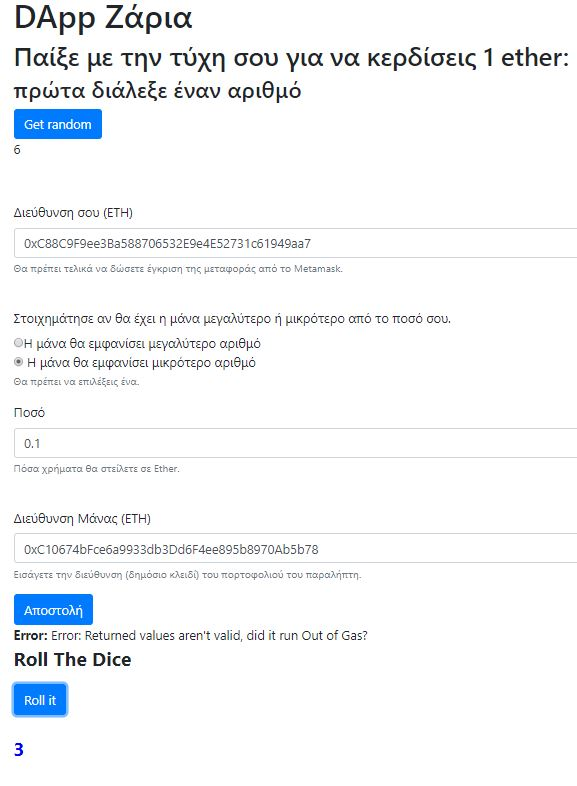 DApp Ζάρια
Παίξε με την τύχη σου για να κερδίσεις 1 ether:
πρώτα διάλεξε έναν αριθμό
Get random
6
Διεύθυνση σου (ETH)
0xC88C9F9ee3Ba588706532E9e4E52731c61949aa7
Θα πρέπει τελικά να δώσετε έγκριση της μεταφοράς από το Metamask.
Στοιχημάτησε αν θα έχει η μάνα μεγαλύτερο ή μικρότερο από το ποσό σου.
Η μάνα θα εμφανίσει μεγαλύτερο αριθμό
Η μάνα θα εμφανίσει μικρότερο αριθμό
Θα πρέπει να επιλέξεις ένα.
Ποσό
0.1
Πόσα χρήματα θα στείλετε σε Ether.
Διεύθυνση Μάνας (ETH)
0xC10674bFce6a9933db3Dd6F4ee895b8970Ab5b78
Εισάγετε την διεύθυνση (δημόσιο κλειδί) του πορτοφολιού του παραλήπτη.
Αποστολή
Error: Error: Returned values aren't valid, did it run Out of Gas?
Roll The Dice
Roll it
3